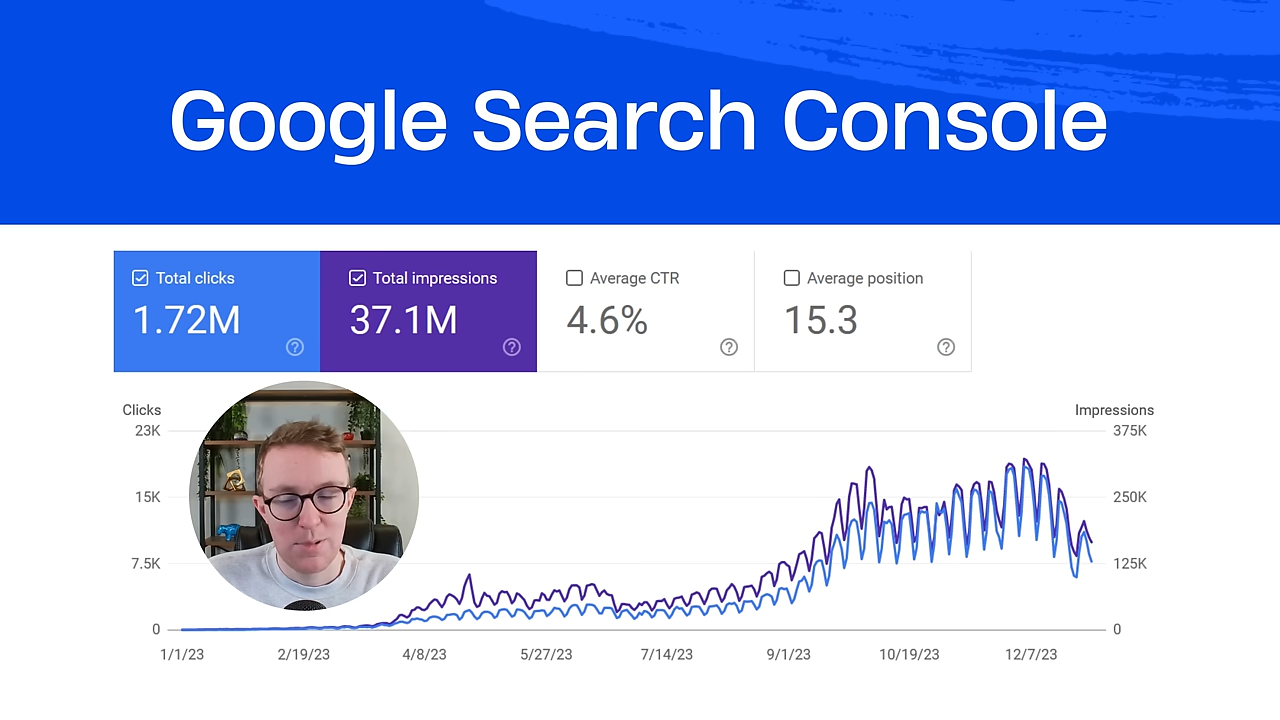 Google Search Console
Total clicks
1.72M
Total impressions
37.1M
Average CTR
4.6%
Average position
15.3
Clicks
Impressions
23K
375K
15K
250K
7.5K
125K
0
0
1/1/23 2/19/23 4/8/23 5/27/23 7/14/23 9/1/23 10/19/23 12/7/23